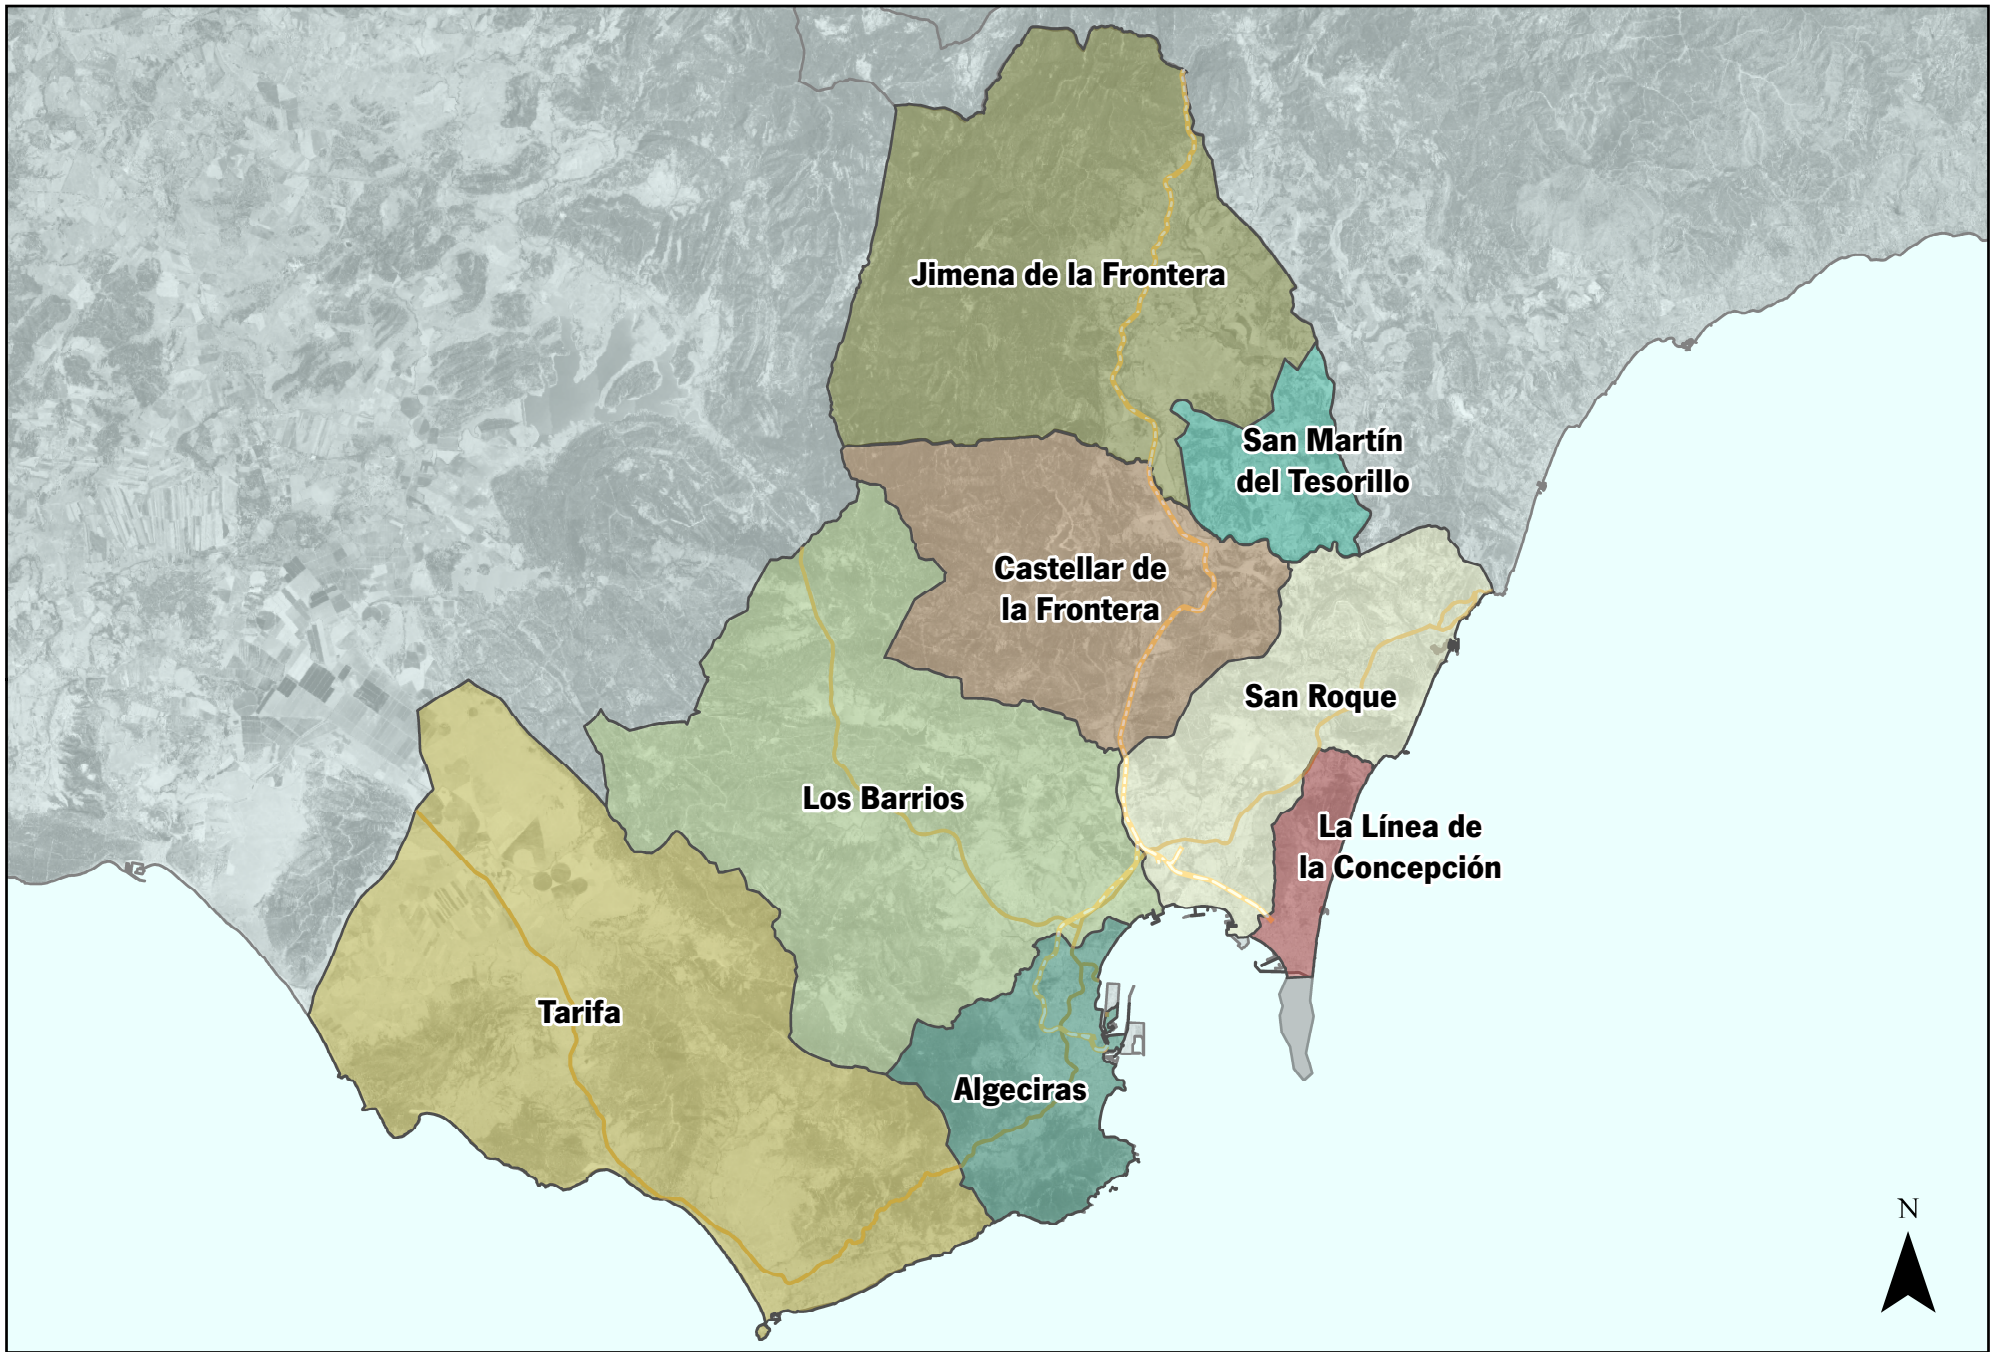 Jimena de la Frontera
San Martín
del Tesorillo
Castellar de
la Frontera
San Roque
Los Barrios
La Línea de
la Concepción
Tarifa
Algeciras
N